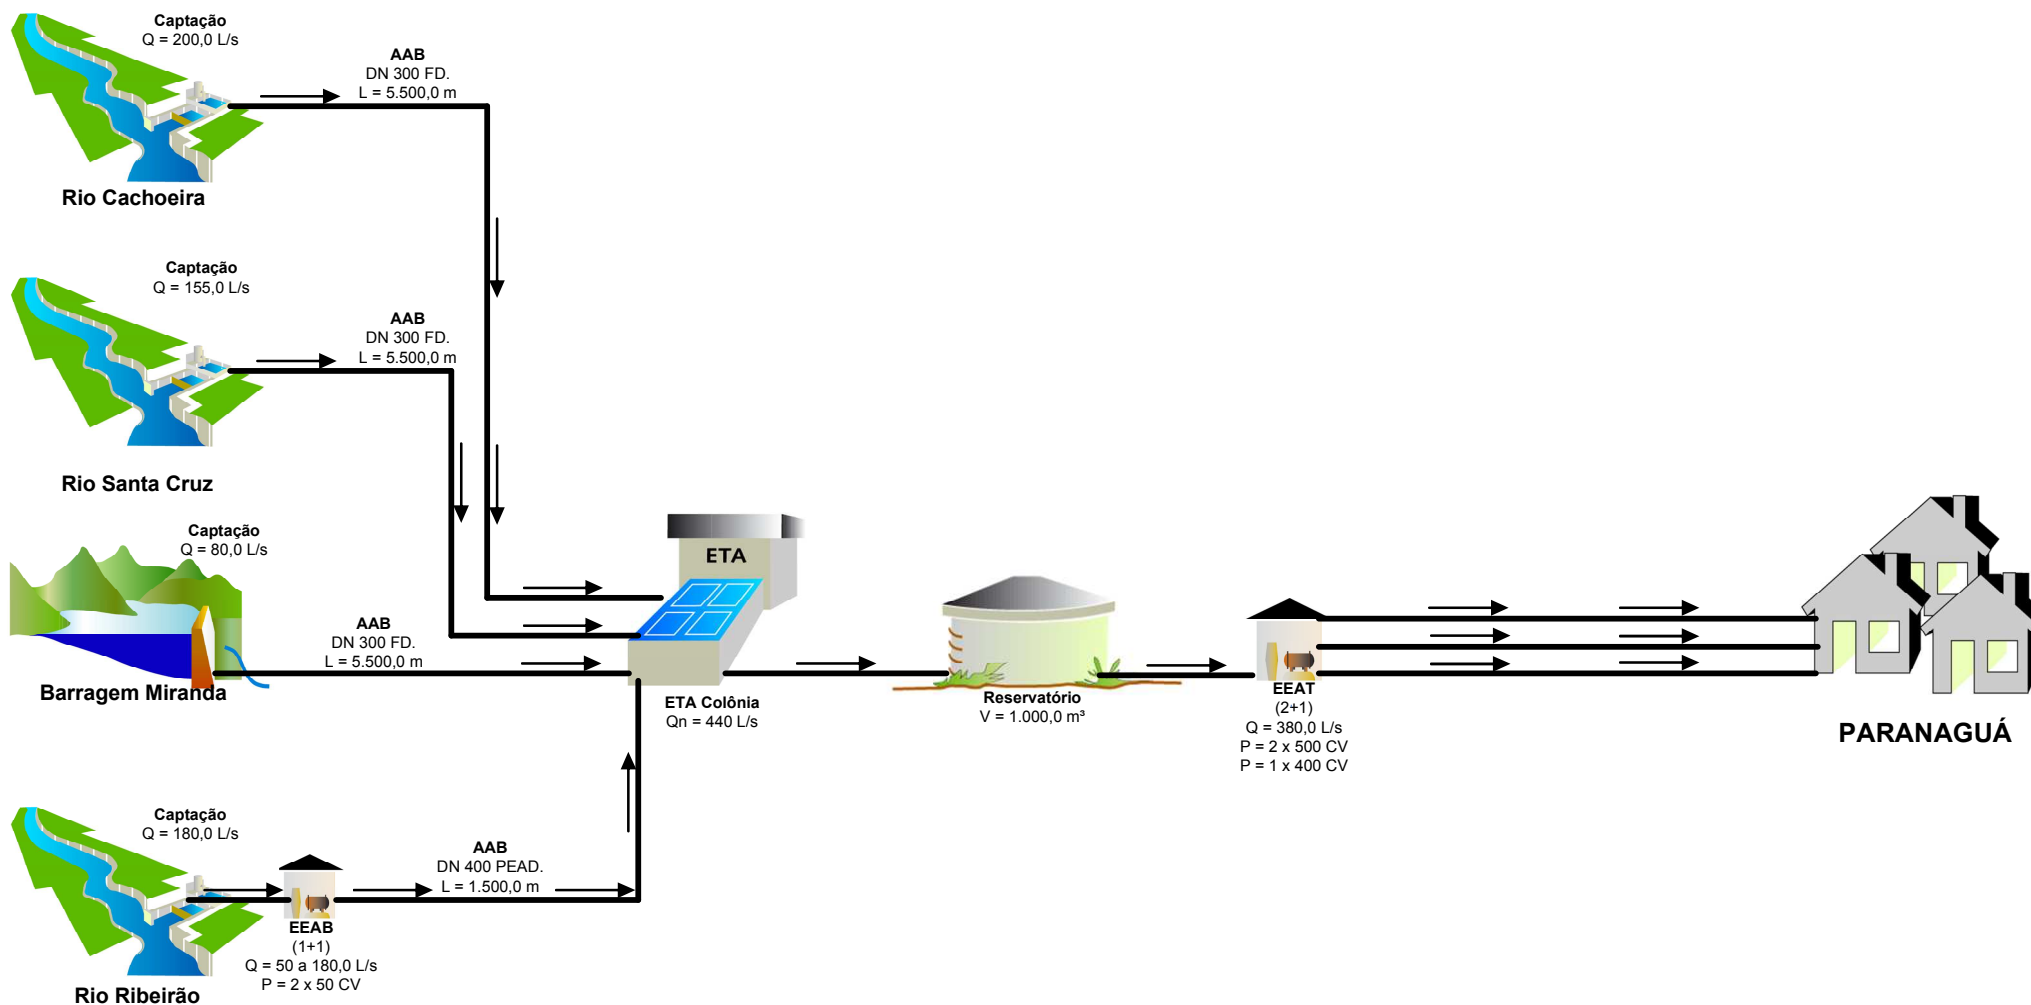 Captação
Q = 200,0 L/s
AAB
DN 300 FD.
L = 5.500,0 m
Rio Cachoeira
Captação
Q = 155,0 L/s
AAB
DN 300 FD.
L = 5.500,0 m
Rio Santa Cruz
Captação
Q = 80,0 L/s
AAB
DN 300 FD.
L = 5.500,0 m
Barragem Miranda
ETA
ETA Colônia
Qn = 440 L/s
Reservatório
V = 1.000,0 m³
EEAT
(2+1)
Q = 380,0 L/s
P = 2 x 500 CV
P = 1 x 400 CV
PARANAGUÁ
Captação
Q = 180,0 L/s
AAB
DN 400 PEAD.
L = 1.500,0 m
EEAB
(1+1)
Q = 50 a 180,0 L/s
P = 2 x 50 CV
Rio Ribeirão